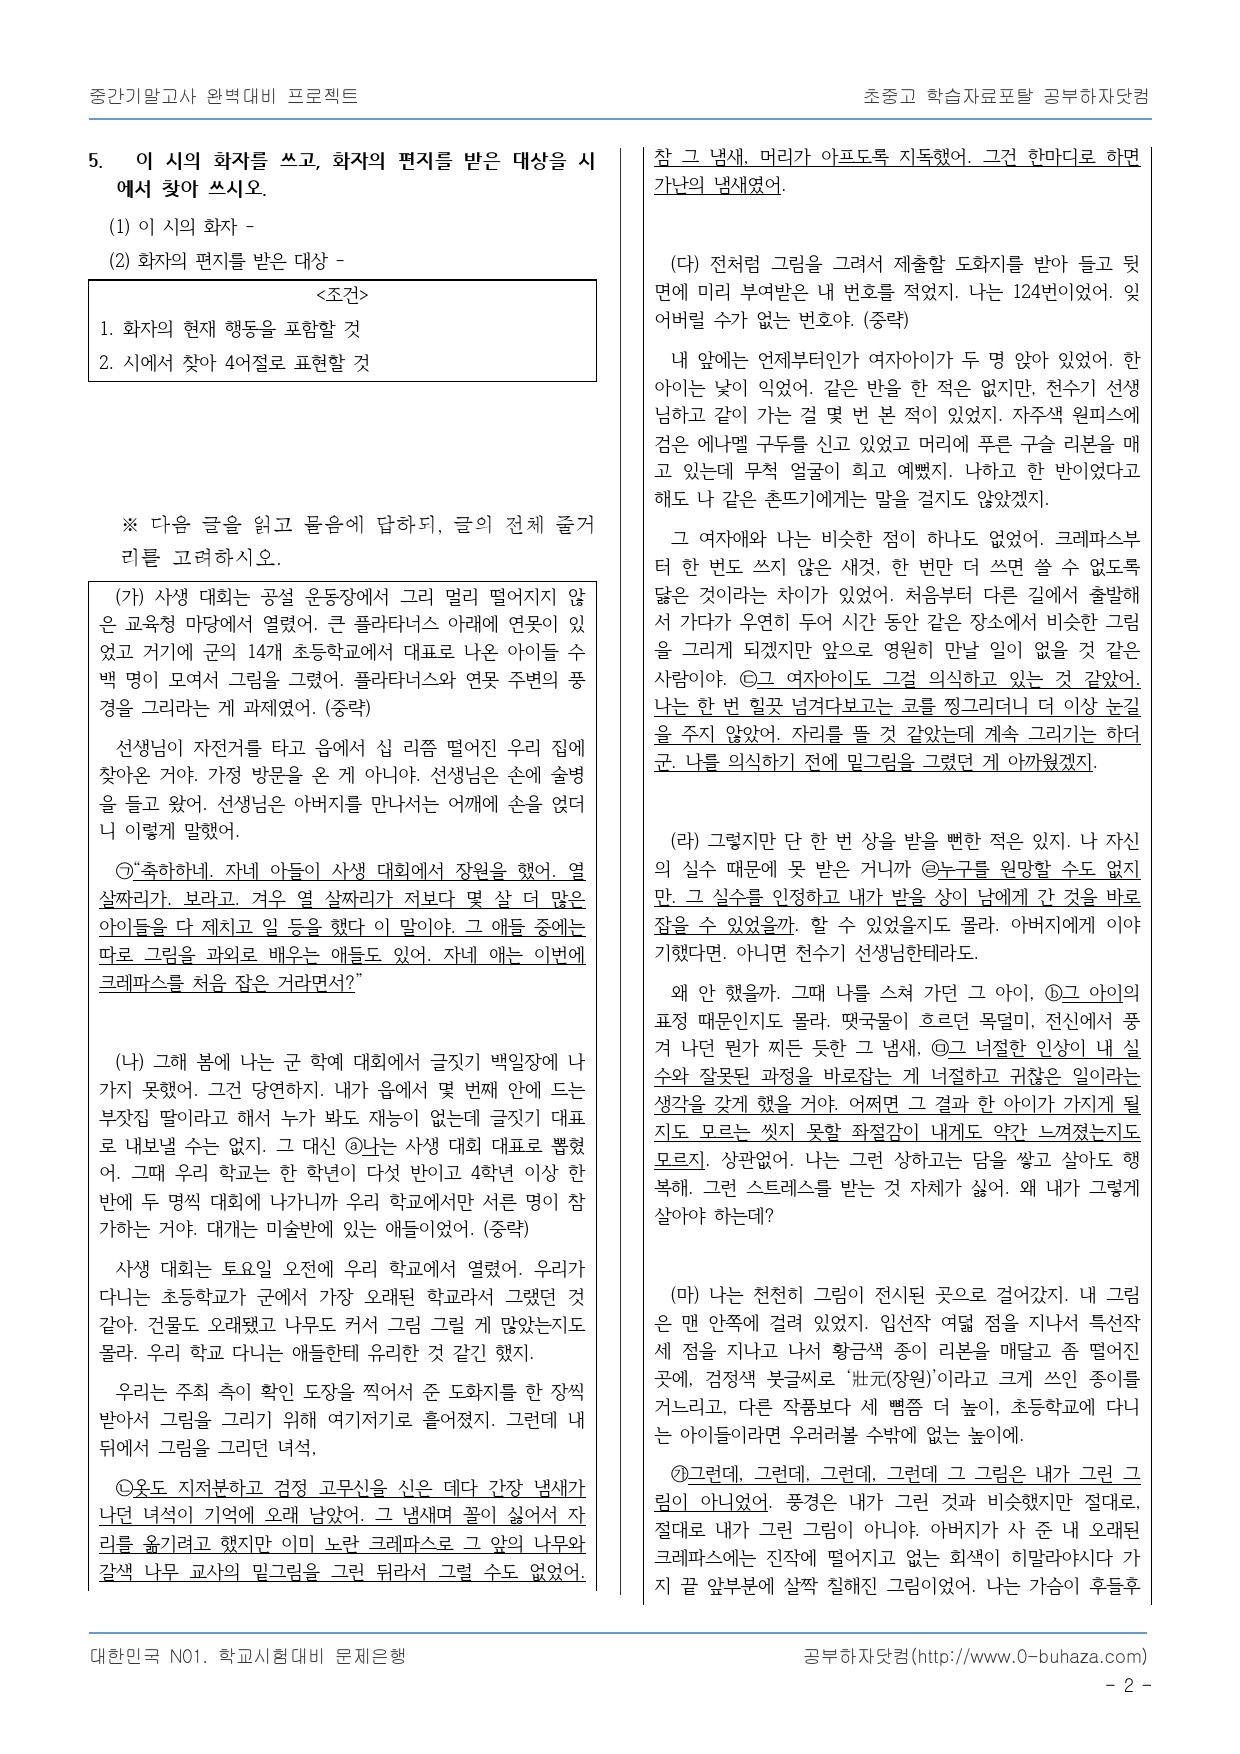 중간기말고사 완벽대비 프로젝트
초중고 학습자료포탈 공부하자닷컴
5. 이 시의 화자를 쓰고, 화자의 편지를 받은 대상을 시
에서 찾아 쓰시오.
(1) 이 시의 화자 -
(2) 화자의 편지를 받은 대상 -
<조건>
1. 화자의 현재 행동을 포함할 것
2. 시에서 찾아 4어절로 표현할 것
※ 다음 글을 읽고 물음에 답하되, 글의 전체 줄거
리를 고려하시오.
(가) 사생 대회는 공설 운동장에서 그리 멀리 떨어지지 않
은 교육청 마당에서 열렸어. 큰 플라타너스 아래에 연못이 있
었고 거기에 군의 14개 초등학교에서 대표로 나온 아이들 수
백 명이 모여서 그림을 그렸어. 플라타너스와 연못 주변의 풍
경을 그리라는 게 과제였어. (중략)
선생님이 자전거를 타고 읍에서 십 리쯤 떨어진 우리 집에
찾아온 거야. 가정 방문을 온 게 아니야. 선생님은 손에 술병
을 들고 왔어. 선생님은 아버지를 만나서는 어깨에 손을 얹더
니 이렇게 말했어.
㉠“축하하네. 자네 아들이 사생 대회에서 장원을 했어. 열
살짜리가. 보라고. 겨우 열 살짜리가 저보다 몇 살 더 많은
아이들을 다 제치고 일 등을 했다 이 말이야. 그 애들 중에는
따로 그림을 과외로 배우는 애들도 있어. 자네 애는 이번에
크레파스를 처음 잡은 거라면서?”
(나) 그해 봄에 나는 군 학예 대회에서 글짓기 백일장에 나
가지 못했어. 그건 당연하지. 내가 읍에서 몇 번째 안에 드는
부잣집 딸이라고 해서 누가 봐도 재능이 없는데 글짓기 대표
로 내보낼 수는 없지. 그 대신 ⓐ나는 사생 대회 대표로 뽑혔
어. 그때 우리 학교는 한 학년이 다섯 반이고 4학년 이상 한
반에 두 명씩 대회에 나가니까 우리 학교에서만 서른 명이 참
가하는 거야. 대개는 미술반에 있는 애들이었어. (중략)
사생 대회는 토요일 오전에 우리 학교에서 열렸어. 우리가
다니는 초등학교가 군에서 가장 오래된 학교라서 그랬던 것
같아. 건물도 오래됐고 나무도 커서 그림 그릴 게 많았는지도
몰라. 우리 학교 다니는 애들한테 유리한 것 같긴 했지.
우리는 주최 측이 확인 도장을 찍어서 준 도화지를 한 장씩
받아서 그림을 그리기 위해 여기저기로 흩어졌지. 그런데 내
뒤에서 그림을 그리던 녀석,
㉡옷도 지저분하고 검정 고무신을 신은 데다 간장 냄새가
나던 녀석이 기억에 오래 남았어. 그 냄새며 꼴이 싫어서 자
리를 옮기려고 했지만 이미 노란 크레파스로 그 앞의 나무와
갈색 나무 교사의 밑그림을 그린 뒤라서 그럴 수도 없었어.
참 그 냄새, 머리가 아프도록 지독했어. 그건 한마디로 하면
가난의 냄새였어.
(다) 전처럼 그림을 그려서 제출할 도화지를 받아 들고 뒷
면에 미리 부여받은 내 번호를 적었지. 나는 124번이었어. 잊
어버릴 수가 없는 번호야. (중략)
내 앞에는 언제부터인가 여자아이가 두 명 앉아 있었어. 한
아이는 낯이 익었어. 같은 반을 한 적은 없지만, 천수기 선생
님하고 같이 가는 걸 몇 번 본 적이 있었지. 자주색 원피스에
검은 에나멜 구두를 신고 있었고 머리에 푸른 구슬 리본을 매
고 있는데 무척 얼굴이 희고 예뻤지. 나하고 한 반이었다고
해도 나 같은 촌뜨기에게는 말을 걸지도 않았겠지.
그 여자애와 나는 비슷한 점이 하나도 없었어. 크레파스부
터 한 번도 쓰지 않은 새것, 한 번만 더 쓰면 쓸 수 없도록
닳은 것이라는 차이가 있었어. 처음부터 다른 길에서 출발해
서 가다가 우연히 두어 시간 동안 같은 장소에서 비슷한 그림
을 그리게 되겠지만 앞으로 영원히 만날 일이 없을 것 같은
사람이야. ㉢그 여자아이도 그걸 의식하고 있는 것 같았어.
나는 한 번 힐끗 넘겨다보고는 코를 찡그리더니 더 이상 눈길
을 주지 않았어. 자리를 뜰 것 같았는데 계속 그리기는 하더
군. 나를 의식하기 전에 밑그림을 그렸던 게 아까웠겠지.
(라) 그렇지만 단 한 번 상을 받을 뻔한 적은 있지. 나 자신
의 실수 때문에 못 받은 거니까 ㉣누구를 원망할 수도 없지
만. 그 실수를 인정하고 내가 받을 상이 남에게 간 것을 바로
잡을 수 있었을까. 할 수 있었을지도 몰라. 아버지에게 이야
기했다면. 아니면 천수기 선생님한테라도.
왜 안 했을까. 그때 나를 스쳐 가던 그 아이, ⓑ그 아이의
표정 때문인지도 몰라. 땟국물이 흐르던 목덜미, 전신에서 풍
겨 나던 뭔가 찌든 듯한 그 냄새, ㉤그 너절한 인상이 내 실
수와 잘못된 과정을 바로잡는 게 너절하고 귀찮은 일이라는
생각을 갖게 했을 거야. 어쩌면 그 결과 한 아이가 가지게 될
지도 모르는 씻지 못할 좌절감이 내게도 약간 느껴졌는지도
모르지. 상관없어. 나는 그런 상하고는 담을 쌓고 살아도 행
복해. 그런 스트레스를 받는 것 자체가 싫어. 왜 내가 그렇게
살아야 하는데?
(마) 나는 천천히 그림이 전시된 곳으로 걸어갔지. 내 그림
은 맨 안쪽에 걸려 있었지. 입선작 여덟 점을 지나서 특선작
세 점을 지나고 나서 황금색 종이 리본을 매달고 좀 떨어진
곳에, 검정색 붓글씨로 ‘壯元(장원)’이라고 크게 쓰인 종이를
거느리고, 다른 작품보다 세 뼘쯤 더 높이, 초등학교에 다니
는 아이들이라면 우러러볼 수밖에 없는 높이에.
㉮그런데, 그런데, 그런데, 그런데 그 그림은 내가 그린 그
림이 아니었어. 풍경은 내가 그린 것과 비슷했지만 절대로,
절대로 내가 그린 그림이 아니야. 아버지가 사 준 내 오래된
크레파스에는 진작에 떨어지고 없는 회색이 히말라야시다 가
지 끝 앞부분에 살짝 칠해진 그림이었어. 나는 가슴이 후들후
대한민국 N01. 학교시험대비 문제은행
공부하자닷컴(http://www.0-buhaza.com)
- 2 -